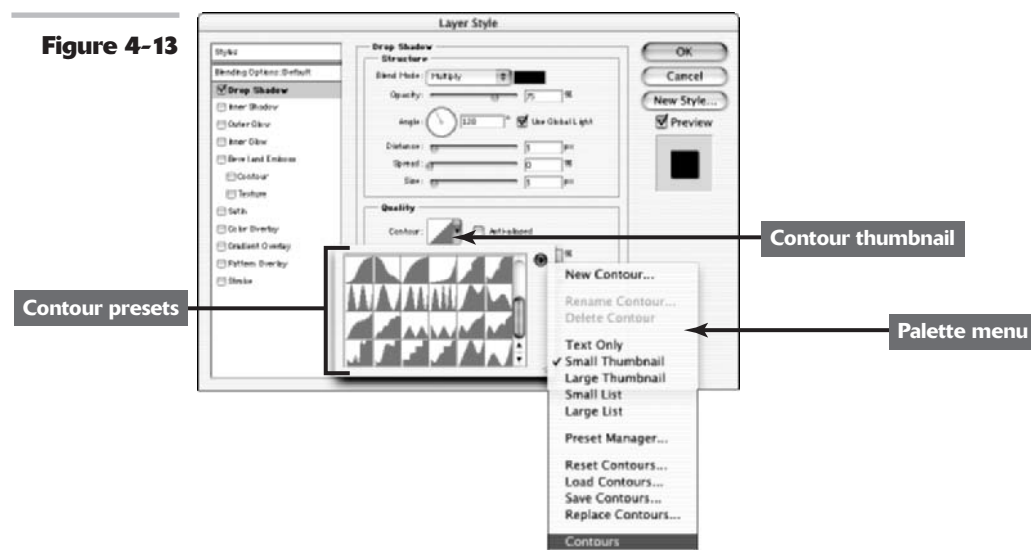 Figure 4-13
Layer Style
Styles
Blending Options: Default
Drop Shadow
Inner Shadow
Outer Glow
Inner Glow
Bevel and Emboss
Contour
Texture
Satin
Color Overlay
Gradient Overlay
Pattern Overlay
Stroke
Drop Shadow
Structure
Blend Mode: Multiply
Opacity: 75 %
Angle: 120 ° Use Global Light
Distance: px
Spread: 0 %
Size: px
Quality
Contour: Anti-aliased
%
OK
Cancel
New Style...
Preview
Contour thumbnail
Contour presets
Palette menu
New Contour...
Rename Contour...
Delete Contour
Text Only
✓ Small Thumbnail
Large Thumbnail
Small List
Large List
Preset Manager...
Reset Contours...
Load Contours...
Save Contours...
Replace Contours...
Contours